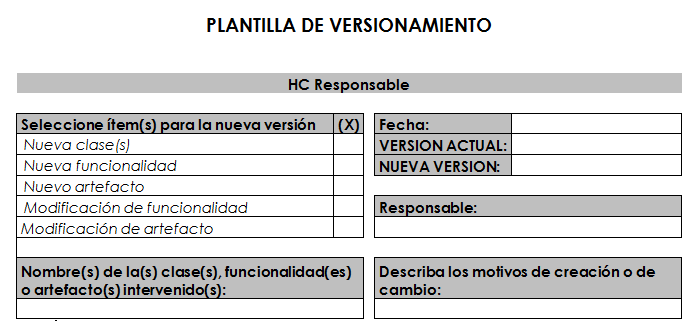 PLANTILLA DE VERSIONAMIENTO
HC Responsable
Seleccione ítem(s) para la nueva versión (X)
Nueva clase(s)
Nueva funcionalidad
Nuevo artefacto
Modificación de funcionalidad
Modificación de artefacto
Fecha:
VERSION ACTUAL:
NUEVA VERSION:
Responsable:
Nombre(s) de la(s) clase(s), funcionalidad(es)
o artefacto(s) intervenido(s):
Describa los motivos de creación o de
cambio: